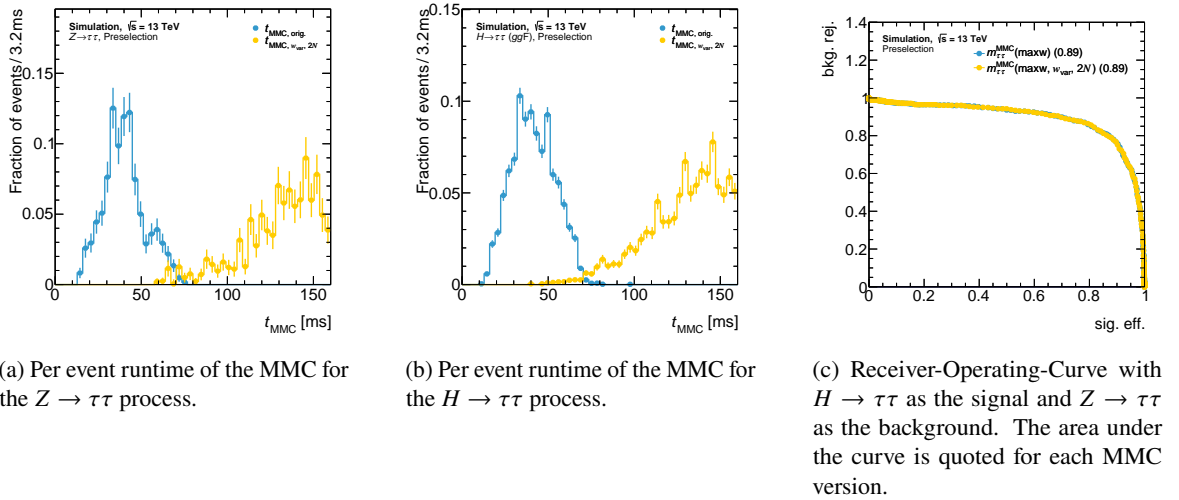 Simulation, √s = 13 TeV
Z→ττ, Preselection
t_MMC, orig.
t_MMC, w_var, 2N
Fraction of events/ 3.2ms
0.15
0.1
0.05
0
0 50 100 150
t_MMC [ms]
(a) Per event runtime of the MMC for
the Z → ττ process.
Simulation, √s = 13 TeV
H→ττ (ggF), Preselection
t_MMC, orig.
t_MMC, w_var, 2N
Fraction of events/ 3.2ms
0.15
0.1
0.05
0
0 50 100 150
t_MMC [ms]
(b) Per event runtime of the MMC for
the H → ττ process.
Simulation, √s = 13 TeV
Preselection
m_ττ^MMC(maxw) (0.89)
m_ττ^MMC(maxw, w_var, 2N) (0.89)
bkg. rej.
1.4
1.2
1
0.8
0.6
0.4
0.2
0
0 0.2 0.4 0.6 0.8 1
sig. eff.
(c) Receiver-Operating-Curve with
H → ττ as the signal and Z → ττ
as the background. The area under
the curve is quoted for each MMC
version.